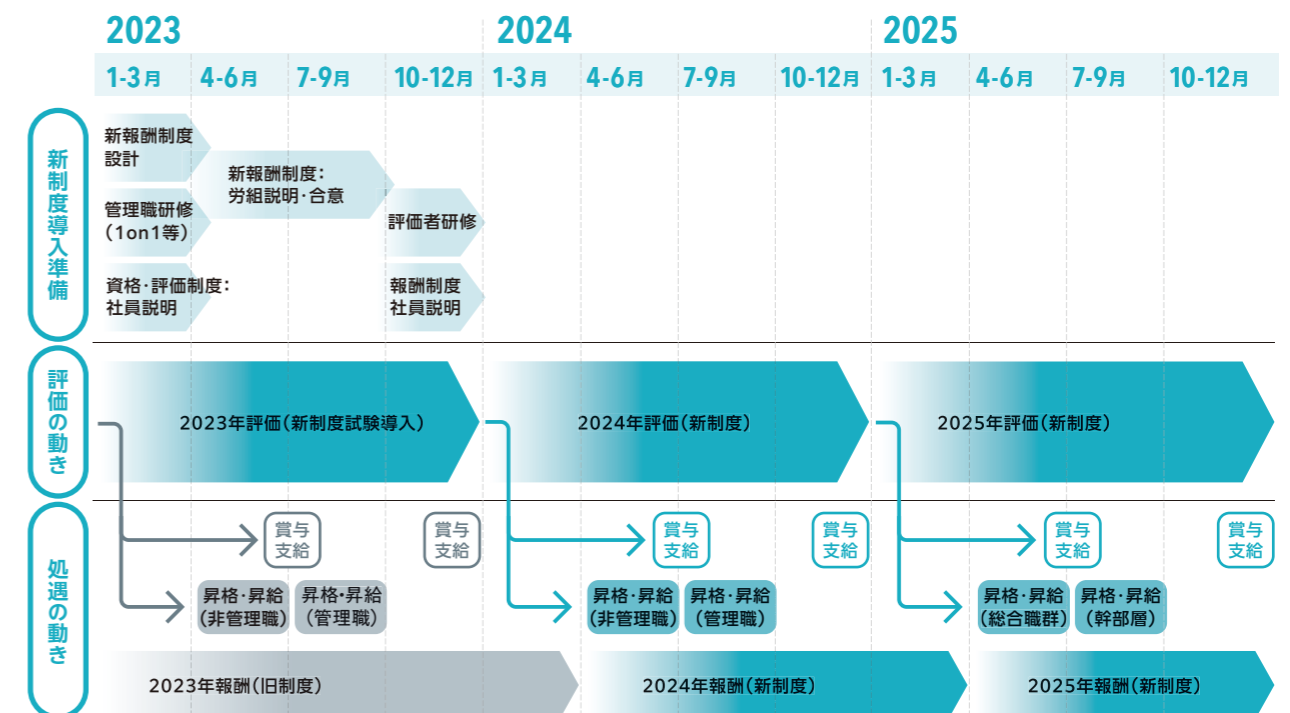 2023
2024
2025
1-3月
4-6月
7-9月
10-12月
1-3月
4-6月
7-9月
10-12月
1-3月
4-6月
7-9月
10-12月
新制度導入準備
新報酬制度
設計
新報酬制度：
労組説明・合意
管理職研修
（1on1等）
評価者研修
資格・評価制度：
社員説明
報酬制度
社員説明
評価の動き
2023年評価（新制度試験導入）
2024年評価（新制度）
2025年評価（新制度）
処遇の動き
賞与
支給
賞与
支給
賞与
支給
賞与
支給
賞与
支給
賞与
支給
昇格・昇給
（非管理職）
昇格・昇給
（管理職）
昇格・昇給
（非管理職）
昇格・昇給
（管理職）
昇格・昇給
（総合職群）
昇格・昇給
（幹部層）
2023年報酬（旧制度）
2024年報酬（新制度）
2025年報酬（新制度）